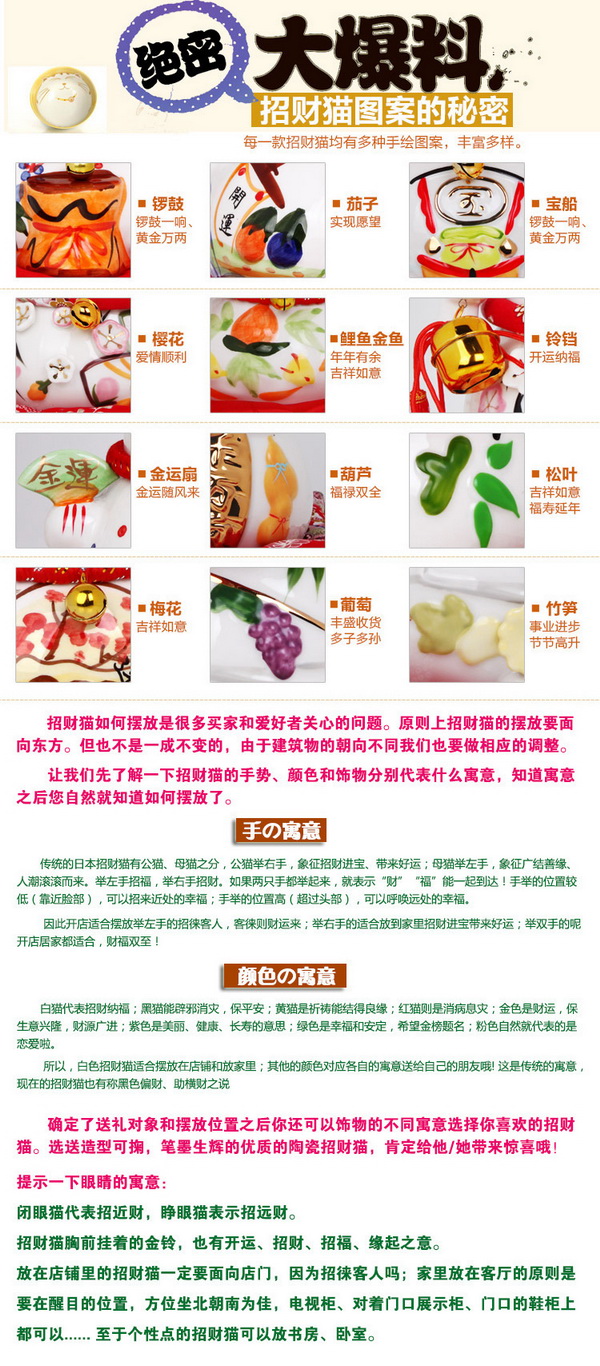 绝密
大爆料
招财猫图案的秘密
每一款招财猫均有多种手绘图案，丰富多样。
■ 锣鼓
锣鼓一响、
黄金万两
開運
■ 茄子
实现愿望
■ 宝船
锣鼓一响、
黄金万两
■ 樱花
爱情顺利
■ 鲤鱼金鱼
年年有余
吉祥如意
■ 铃铛
开运纳福
金運
■ 金运扇
金运随风来
■ 葫芦
福禄双全
■ 松叶
吉祥如意
福寿延年
■ 梅花
吉祥如意
■ 葡萄
丰盛收货
多子多孙
■ 竹笋
事业进步
节节高升
招财猫如何摆放是很多买家和爱好者关心的问题。原则上招财猫的摆放要面
向东方。但也不是一成不变的，由于建筑物的朝向不同我们也要做相应的调整。
让我们先了解一下招财猫的手势、颜色和饰物分别代表什么寓意，知道寓意
之后您自然就知道如何摆放了。
手の寓意
传统的日本招财猫有公猫、母猫之分，公猫举右手，象征招财进宝、带来好运；母猫举左手，象征广结善缘、
人潮滚滚而来。举左手招福，举右手招财。如果两只手都举起来，就表示“财”“福”能一起到达！手举的位置较
低（靠近脸部），可以招来近处的幸福；手举的位置高（超过头部），可以呼唤远处的幸福。
因此开店适合摆放举左手的招徕客人，客徕则财运来；举右手的适合放到家里招财进宝带来好运；举双手的呢
开店居家都适合，财福双至！
颜色の寓意
白猫代表招财纳福；黑猫能辟邪消灾，保平安；黄猫是祈祷能结得良缘；红猫则是消病息灾；金色是财运，保
生意兴隆，财源广进；紫色是美丽、健康、长寿的意思；绿色是幸福和安定，希望金榜题名；粉色自然就代表的是
恋爱啦。
所以，白色招财猫适合摆放在店铺和放家里；其他的颜色对应各自的寓意送给自己的朋友哦! 这是传统的寓意，
现在的招财猫也有称黑色偏财、助横财之说
确定了送礼对象和摆放位置之后你还可以饰物的不同寓意选择你喜欢的招财
猫。选送造型可掬，笔墨生辉的优质的陶瓷招财猫，肯定给他/她带来惊喜哦!
提示一下眼睛的寓意：
闭眼猫代表招近财，睁眼猫表示招远财。
招财猫胸前挂着的金铃，也有开运、招财、招福、缘起之意。
放在店铺里的招财猫一定要面向店门，因为招徕客人吗；家里放在客厅的原则是
要在醒目的位置，方位坐北朝南为佳，电视柜、对着门口展示柜、门口的鞋柜上
都可以...... 至于个性点的招财猫可以放书房、卧室。